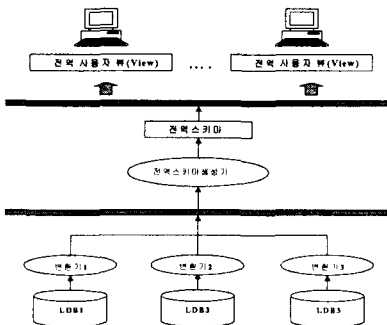 전역 사용자 뷰(View)
....
전역 사용자 뷰(View)
전역스키마
전역스키마생성기
변환기1
변환기2
변환기3
LDB1
LDB3
LDB3